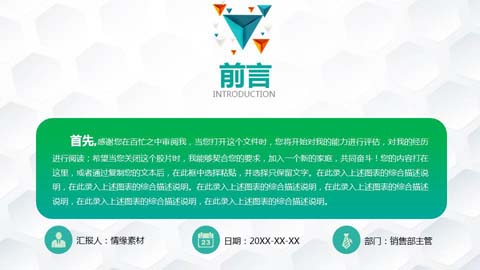 前言
INTRODUCTION
首先,感谢您在百忙之中审阅我，当您打开这个文件时，您将开始对我的能力进行评估，对我的经历
进行阅读；希望当您关闭这个胶片时，我能够契合您的要求，加入一个新的家庭，共同奋斗！您的内容打在
这里，或者通过复制您的文本后，在此框中选择粘贴，并选择只保留文字。在此录入上述图表的综合描述说
明，在此录入上述图表的综合描述说明。在此录入上述图表的综合描述说明，在此录入上述图表的综合描述
说明，在此录入上述图表的综合描述说明，在此录入上述图表的综合描述说明。
汇报人：情缘素材
23
日期：20XX-XX-XX
部门：销售部主管